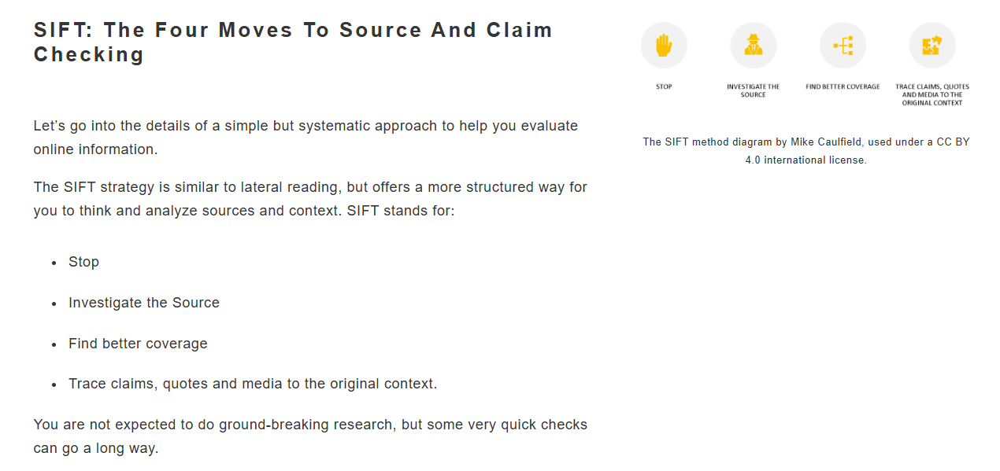 SIFT: The Four Moves To Source And Claim
Checking
Let’s go into the details of a simple but systematic approach to help you evaluate
online information.
The SIFT strategy is similar to lateral reading, but offers a more structured way for
you to think and analyze sources and context. SIFT stands for:
• Stop
• Investigate the Source
• Find better coverage
• Trace claims, quotes and media to the original context.
You are not expected to do ground-breaking research, but some very quick checks
can go a long way.
STOP
INVESTIGATE THE
SOURCE
FIND BETTER COVERAGE
TRACE CLAIMS, QUOTES
AND MEDIA TO THE
ORIGINAL CONTEXT
The SIFT method diagram by Mike Caulfield, used under a CC BY
4.0 international license.